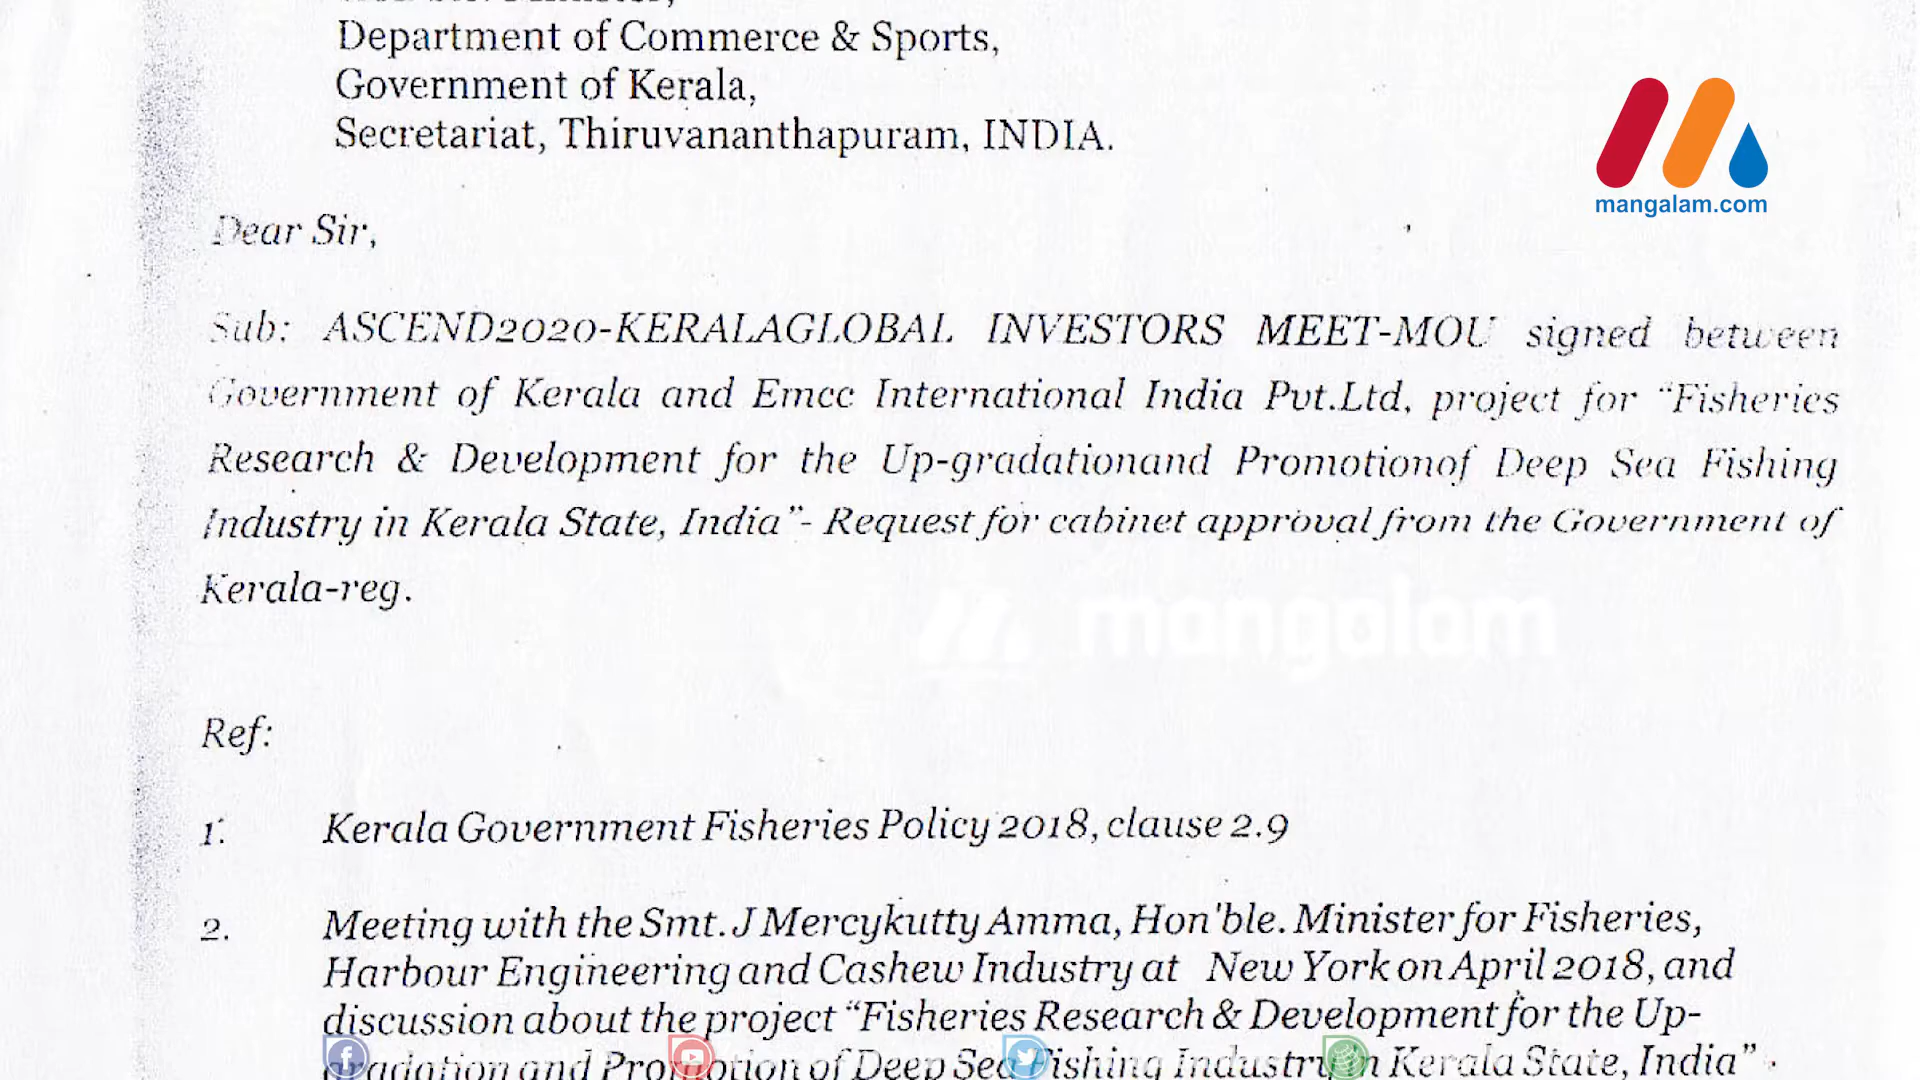 Department of Commerce & Sports,
Government of Kerala,
Secretariat, Thiruvananthapuram, INDIA.
mangalam.com
Dear Sir,
Sub: ASCEND2020-KERALAGLOBAL INVESTORS MEET-MOU signed between
Government of Kerala and Emcc International India Pvt.Ltd, project for “Fisheries
Research & Development for the Up-gradationand Promotionof Deep Sea Fishing
Industry in Kerala State, India”- Request for cabinet approval from the Government of
Kerala-reg.
mangalam
Ref:
1. Kerala Government Fisheries Policy 2018, clause 2.9
2. Meeting with the Smt. J Mercykutty Amma, Hon'ble. Minister for Fisheries,
Harbour Engineering and Cashew Industry at New York on April 2018, and
discussion about the project “Fisheries Research & Development for the Up-
gradation and Promotion of Deep Sea Fishing Industry in Kerala State, India”